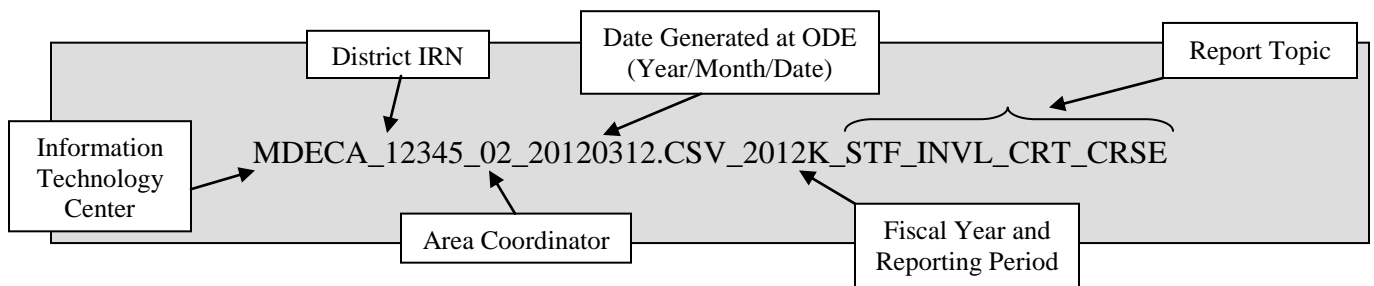 District IRN
Date Generated at ODE
(Year/Month/Date)
Report Topic
Information
Technology
Center
MDECA_12345_02_20120312.CSV_2012K_STF_INVL_CRT_CRSE
Area Coordinator
Fiscal Year and
Reporting Period